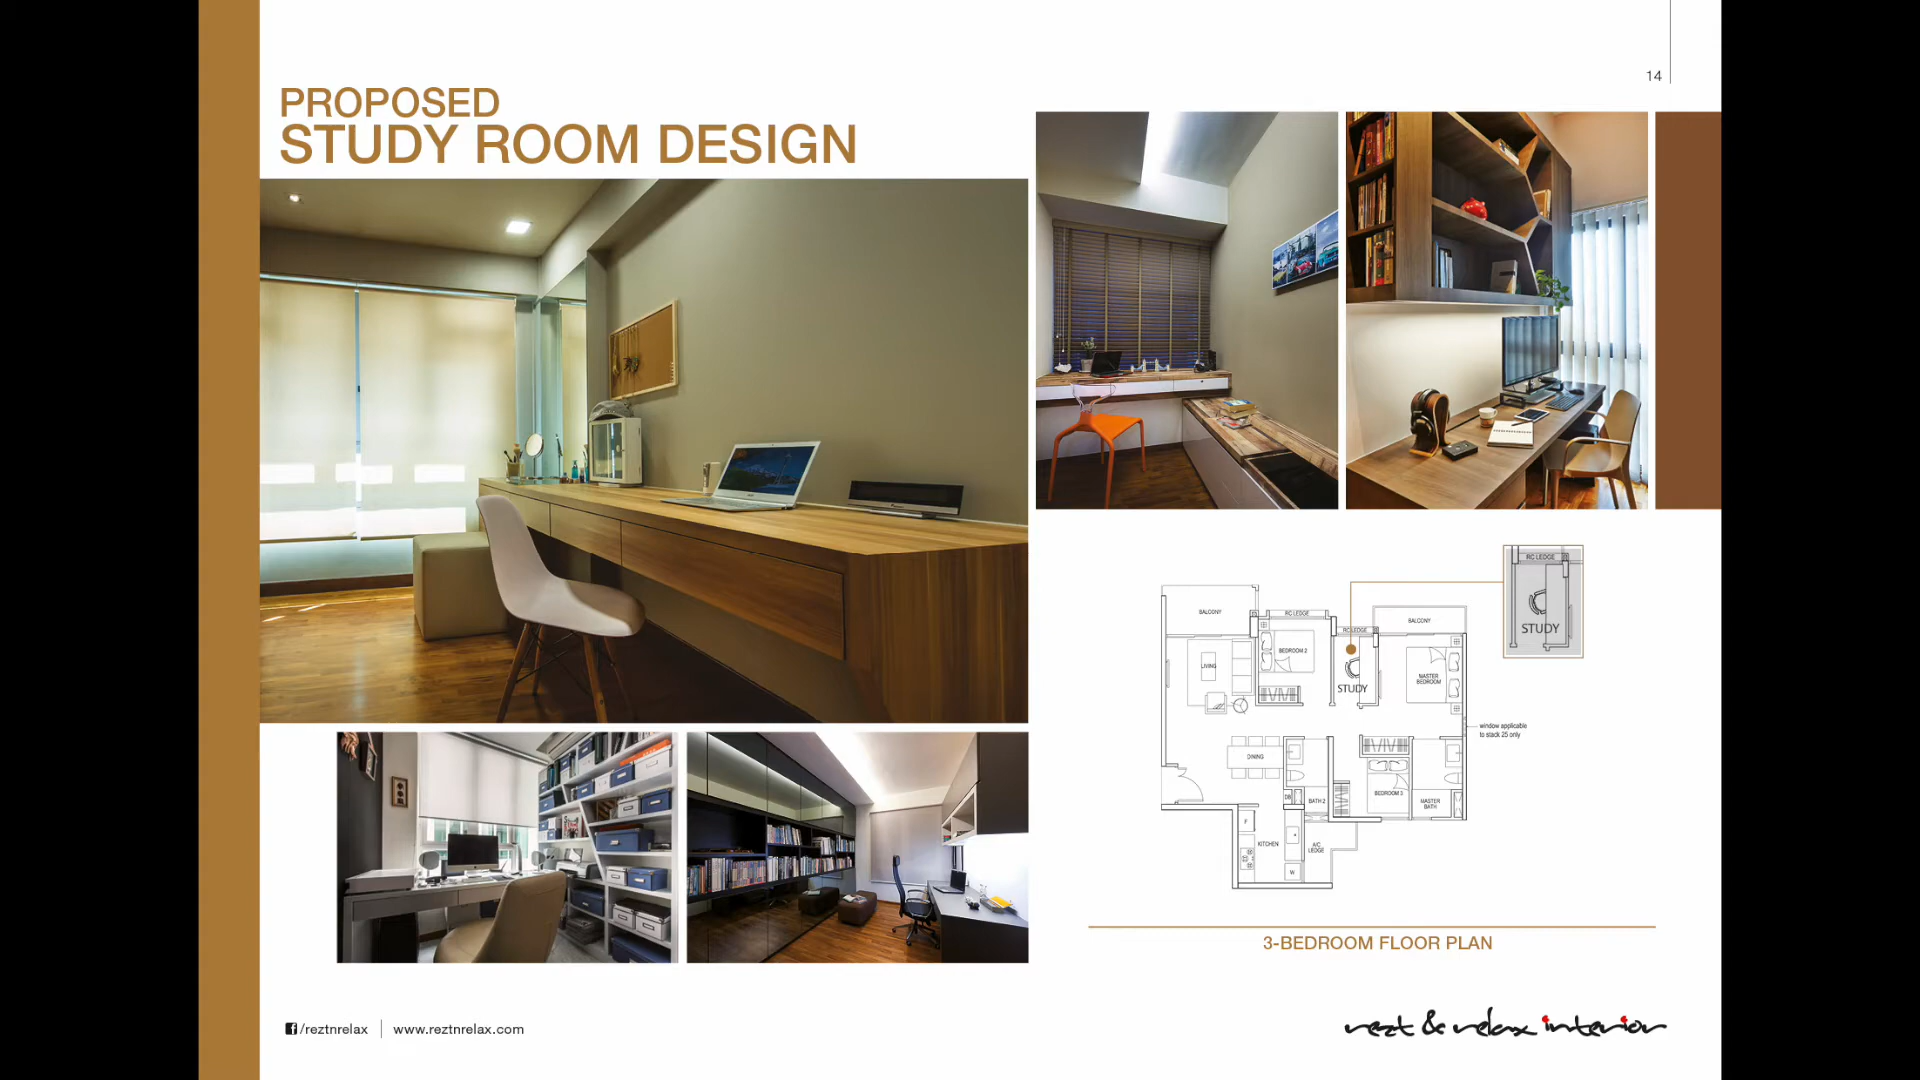 14
PROPOSED
STUDY ROOM DESIGN
RC LEDGE
STUDY
BALCONY
RC LEDGE
BALCONY
RC LEDGE
BEDROOM 2
LIVING
STUDY
MASTER
BEDROOM
window applicable
to stack 25 only
DINING
DB
BATH 2
BEDROOM 3
MASTER
BATH
F
KITCHEN
A/C
LEDGE
W
3-BEDROOM FLOOR PLAN
/reztnrelax
www.reztnrelax.com
rezt & relax interior